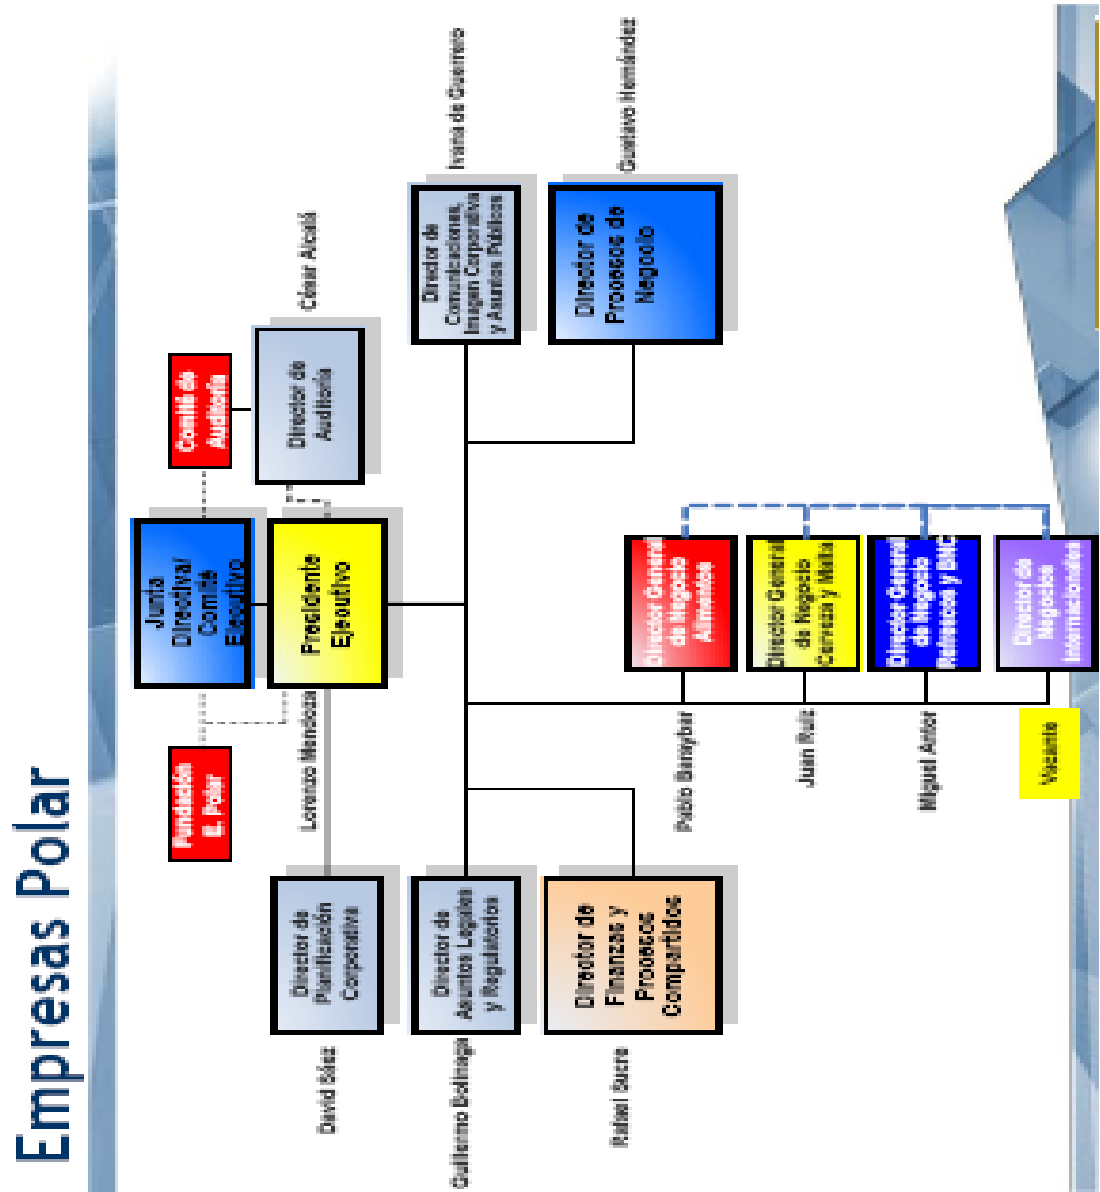 Empresas Polar
Junta
Directiva/
Comité
Ejecutivo
Fundación
E. Polar
Comité de
Auditoría
Presidente
Ejecutivo
Lorenzo Mendoza
Director de
Auditoría
César Alcalá
Director de
Planificación
Corporativa
David Sáez
Director de
Asuntos Legales
y Regulatorios
Guillermo Bolinaga
Director de
Comunicaciones,
Imagen Corporativa
y Asuntos Públicos
Ivana de Guerrero
Director de
Finanzas y
Procesos
Compartidos
Rafael Sucre
Director de
Procesos de
Negocio
Gustavo Hernández
Director General
de Negocio
Alimentos
Pablo Baraybar
Director General
de Negocio
Cerveza y Malta
Juan Ruiz
Director General
de Negocio
Refrescos y BNC
Miguel Antor
Director de
Negocios
Internacionales
Vacante